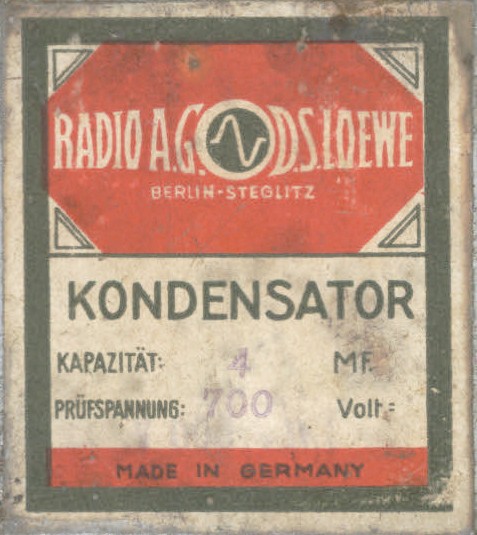 RADIO A.G. D.S. LOEWE
BERLIN-STEGLITZ
KONDENSATOR
KAPAZITÄT: 4 MF.
PRÜFSPANNUNG: 700 Volt=
MADE IN GERMANY